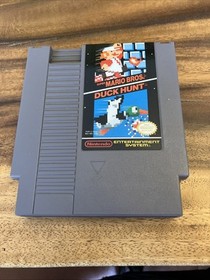 SUPER
MARIO BROS.
DUCK HUNT
Nintendo
ENTERTAINMENT
SYSTEM